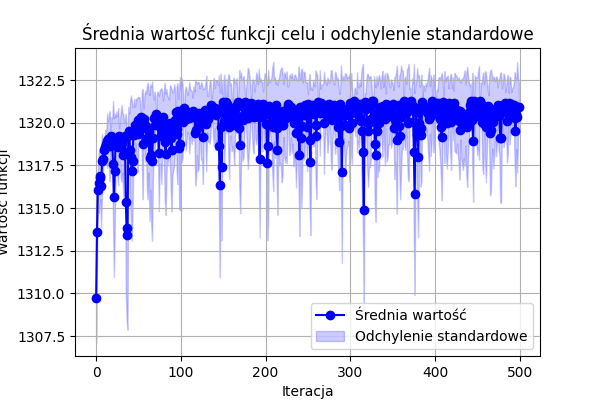 Średnia wartość funkcji celu i odchylenie standardowe
1322.5
1320.0
1317.5
1315.0
1312.5
1310.0
1307.5
Wartość funkcji
0
100
200
300
400
500
Iteracja
Średnia wartość
Odchylenie standardowe